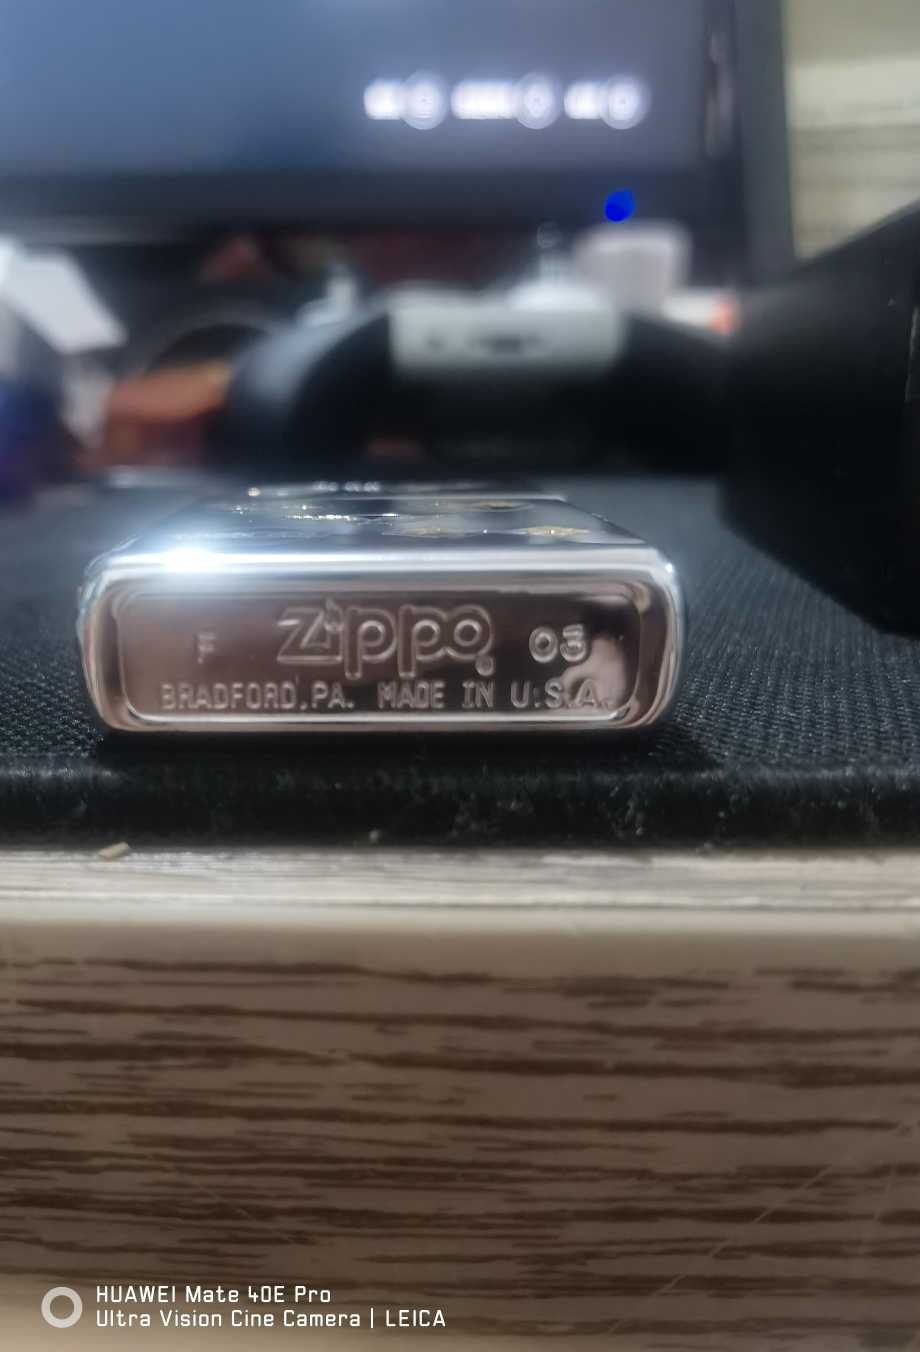 F zippo® 03
BRADFORD,PA. MADE IN U.S.A.
HUAWEI Mate 40E Pro
Ultra Vision Cine Camera | LEICA